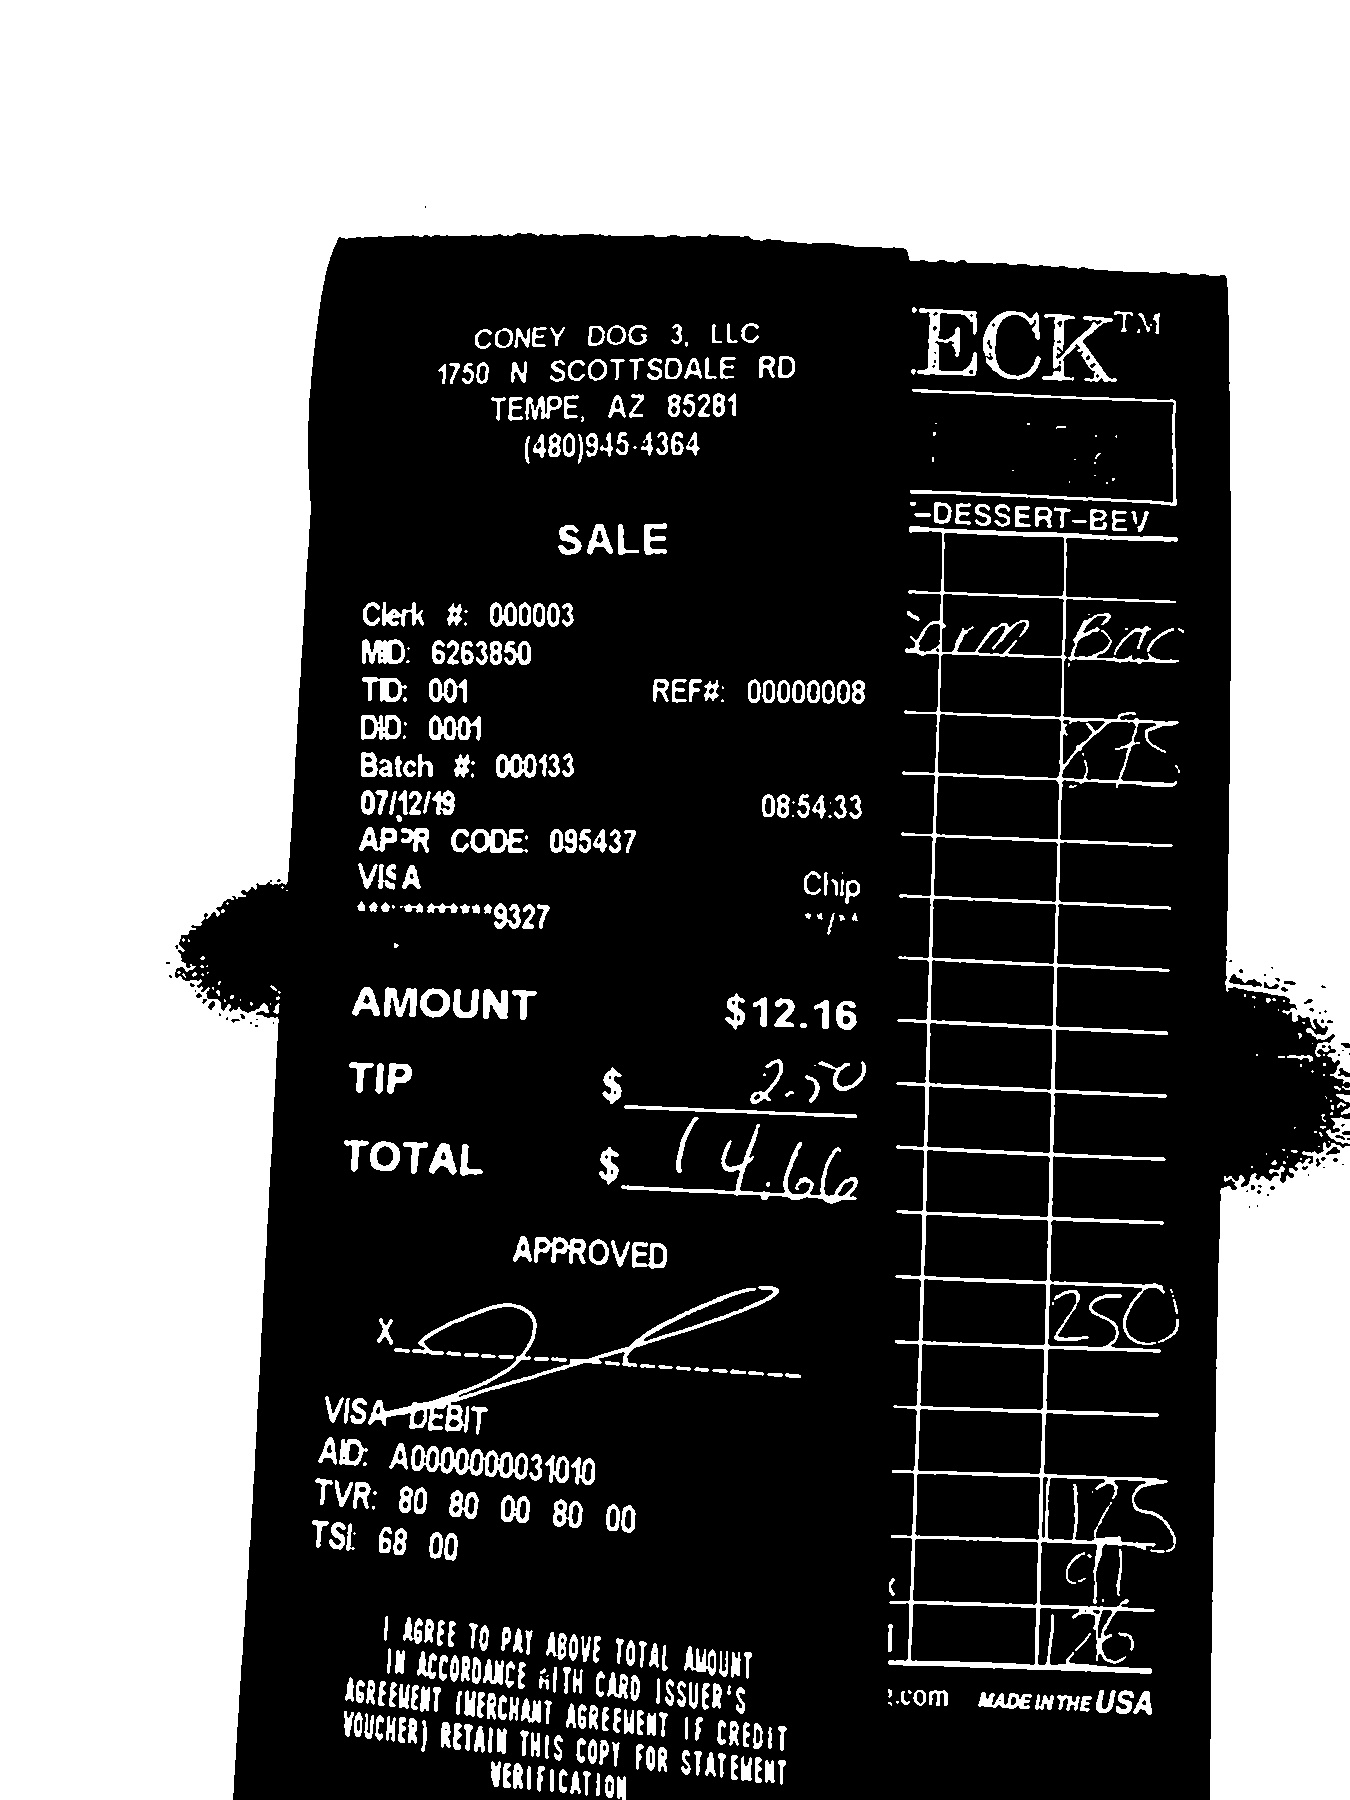 CONEY DOG 3, LLC
1750 N SCOTTSDALE RD
TEMPE, AZ 85281
(480)945-4364
SALE
Clerk #: 000003
MID: 6263850
TID: 001 REF#: 00000008
DID: 0001
Batch #: 000133
07/12/19 08:54:33
APPR CODE: 095437
VISA Chip
************9327 **/**
AMOUNT $12.16
TIP $ 2.50
TOTAL $ 14.66
APPROVED
X
VISA DEBIT
AID: A0000000031010
TVR: 80 80 00 80 00
TSI: 68 00
I AGREE TO PAY ABOVE TOTAL AMOUNT
IN ACCORDANCE WITH CARD ISSUER'S
AGREEMENT (MERCHANT AGREEMENT IF CREDIT
VOUCHER) RETAIN THIS COPY FOR STATEMENT
VERIFICATION
ECK™
-DESSERT-BEV
Bac
875
250
125
91
.com MADE IN THE USA